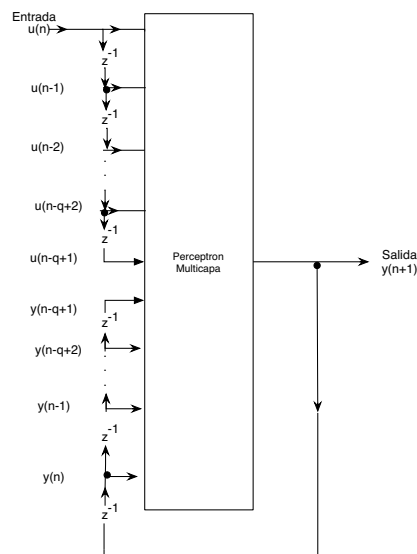 Entrada
u(n)
z-1
u(n-1)
z-1
u(n-2)
u(n-q+2)
z-1
u(n-q+1)
Perceptron
Multicapa
Salida
y(n+1)
y(n-q+1)
z-1
y(n-q+2)
y(n-1)
z-1
y(n)
z-1